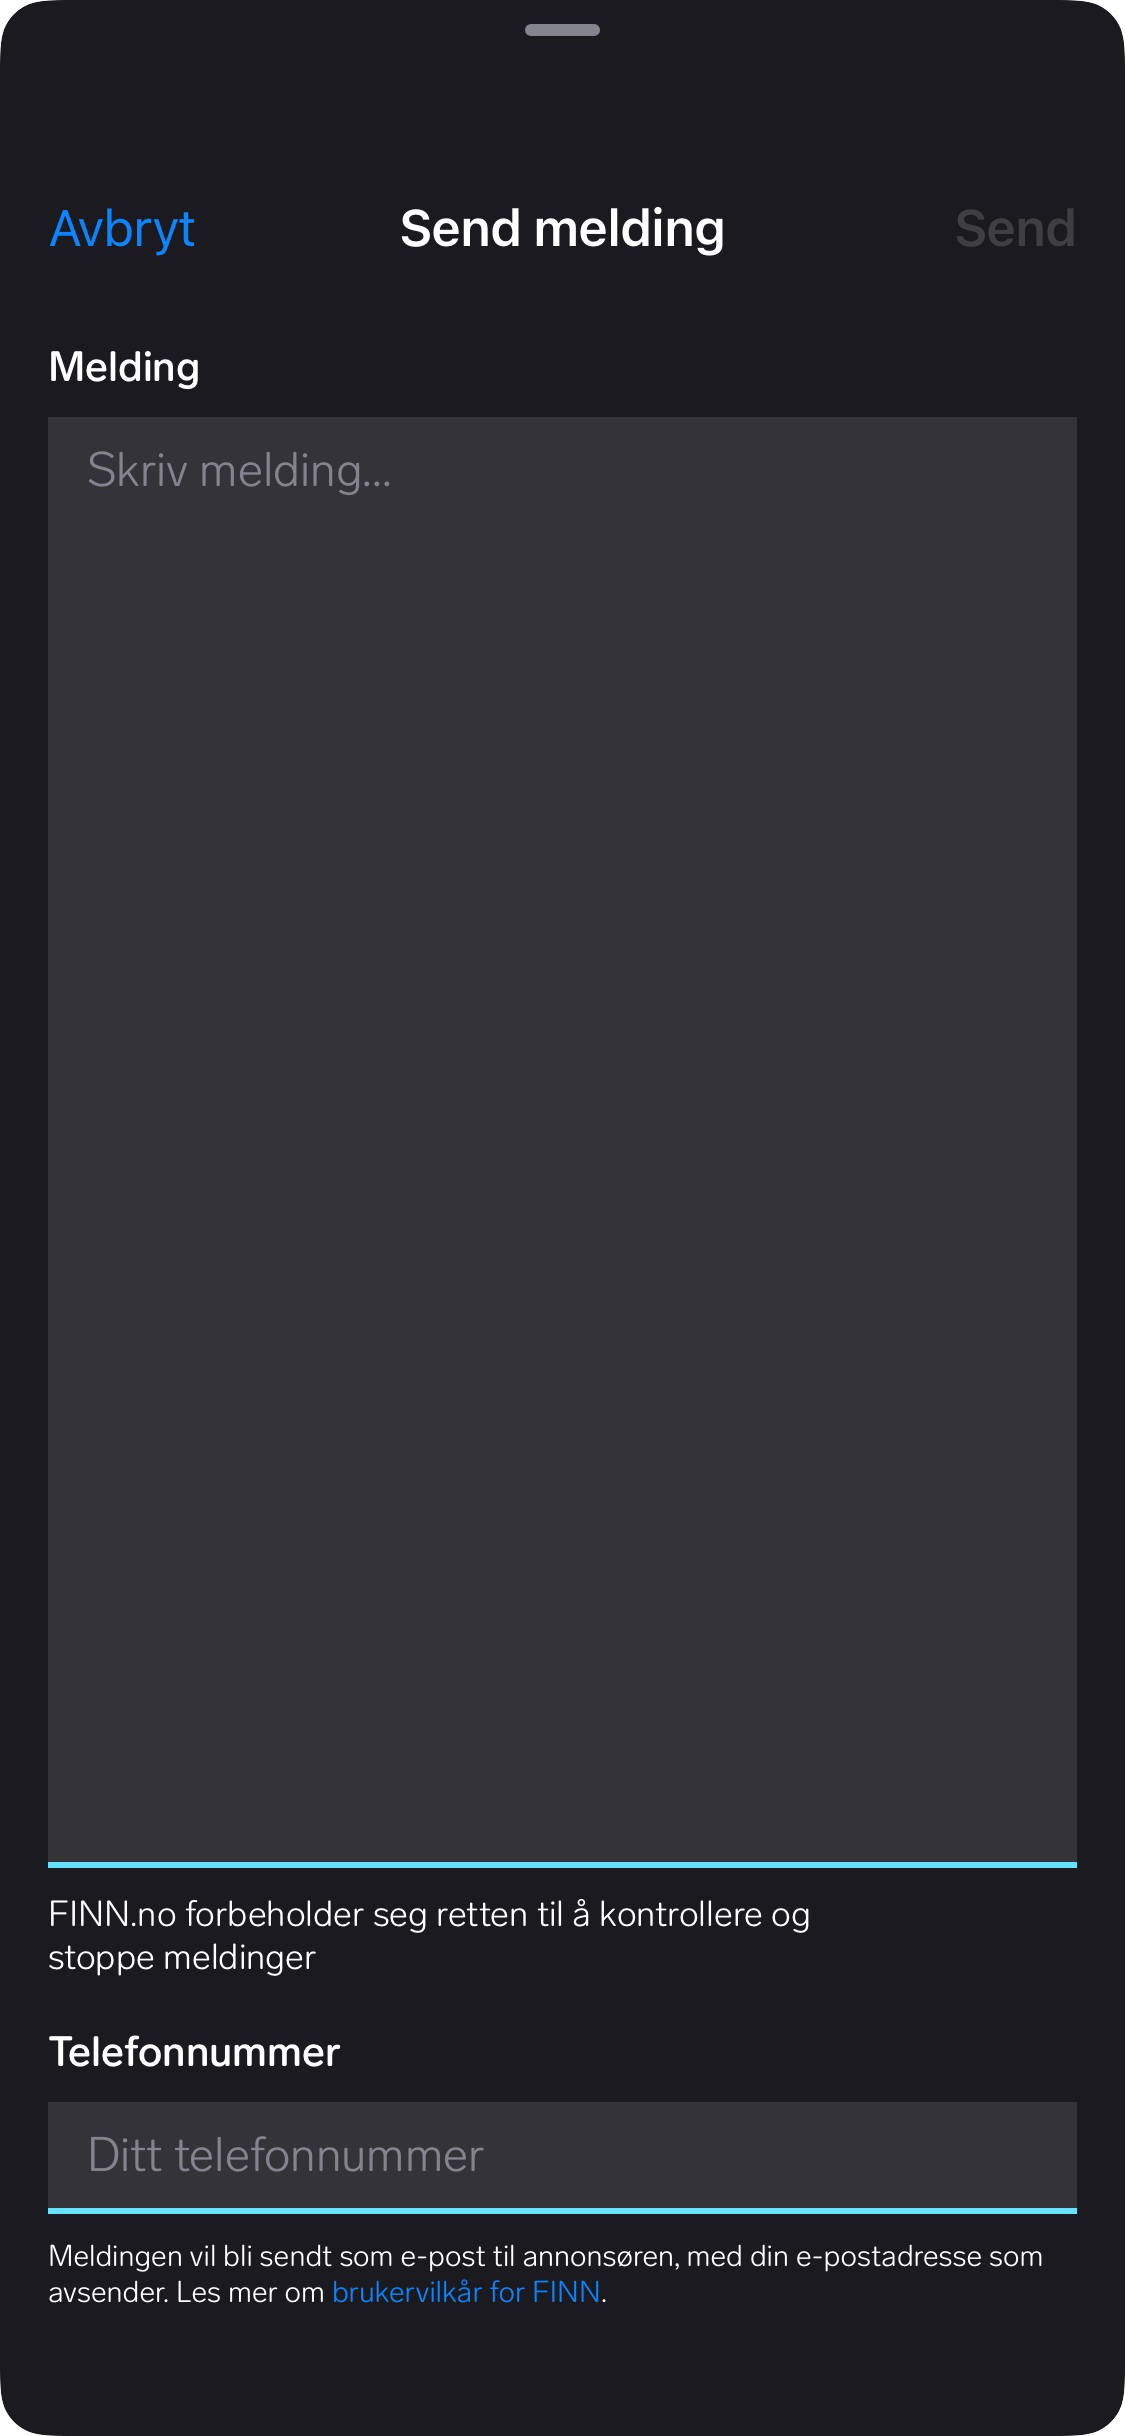 Avbryt Send melding Send
Melding
Skriv melding...
FINN.no forbeholder seg retten til å kontrollere og
stoppe meldinger
Telefonnummer
Ditt telefonnummer
Meldingen vil bli sendt som e-post til annonsøren, med din e-postadresse som
avsender. Les mer om brukervilkår for FINN.